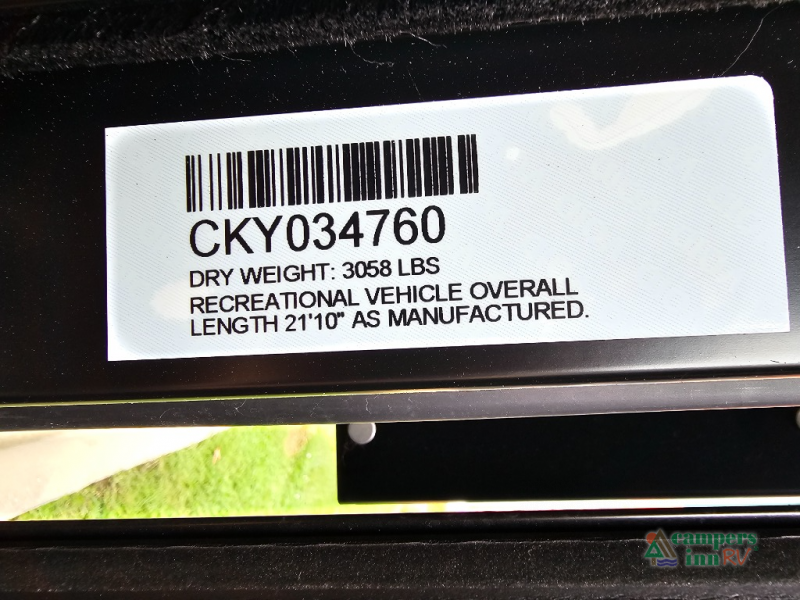 CKY034760
DRY WEIGHT: 3058 LBS
RECREATIONAL VEHICLE OVERALL
LENGTH 21'10" AS MANUFACTURED.
campers
inn RV